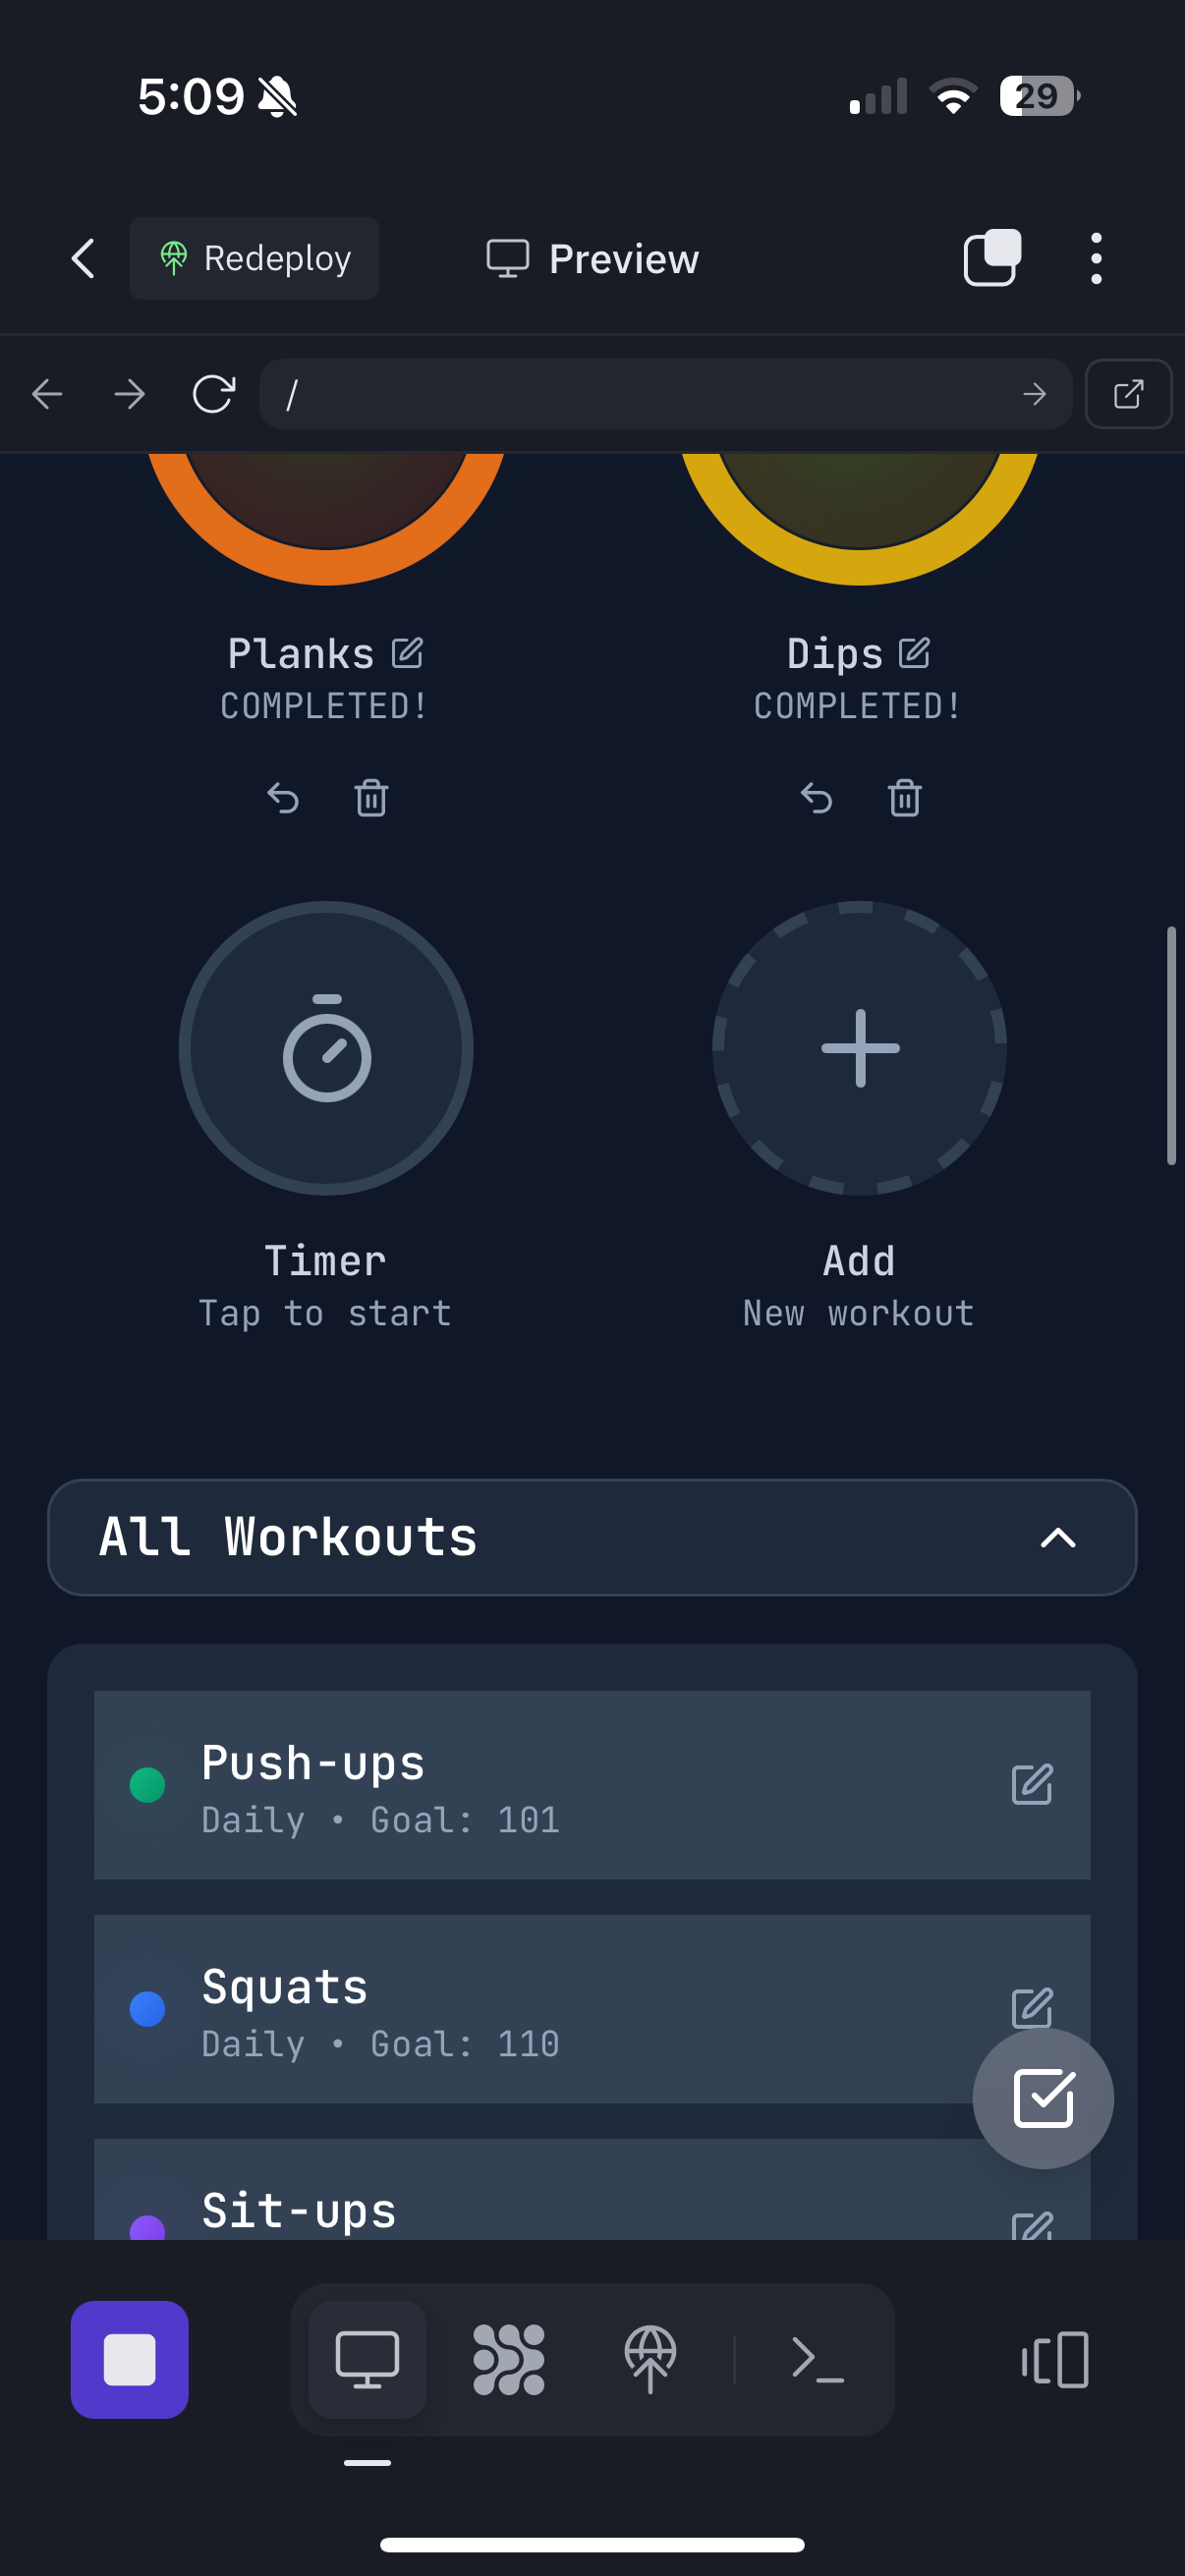 5:09 29
Redeploy Preview
/
Planks Dips
COMPLETED! COMPLETED!
Timer Add
Tap to start New workout
All Workouts
Push-ups
Daily • Goal: 101
Squats
Daily • Goal: 110
Sit-ups